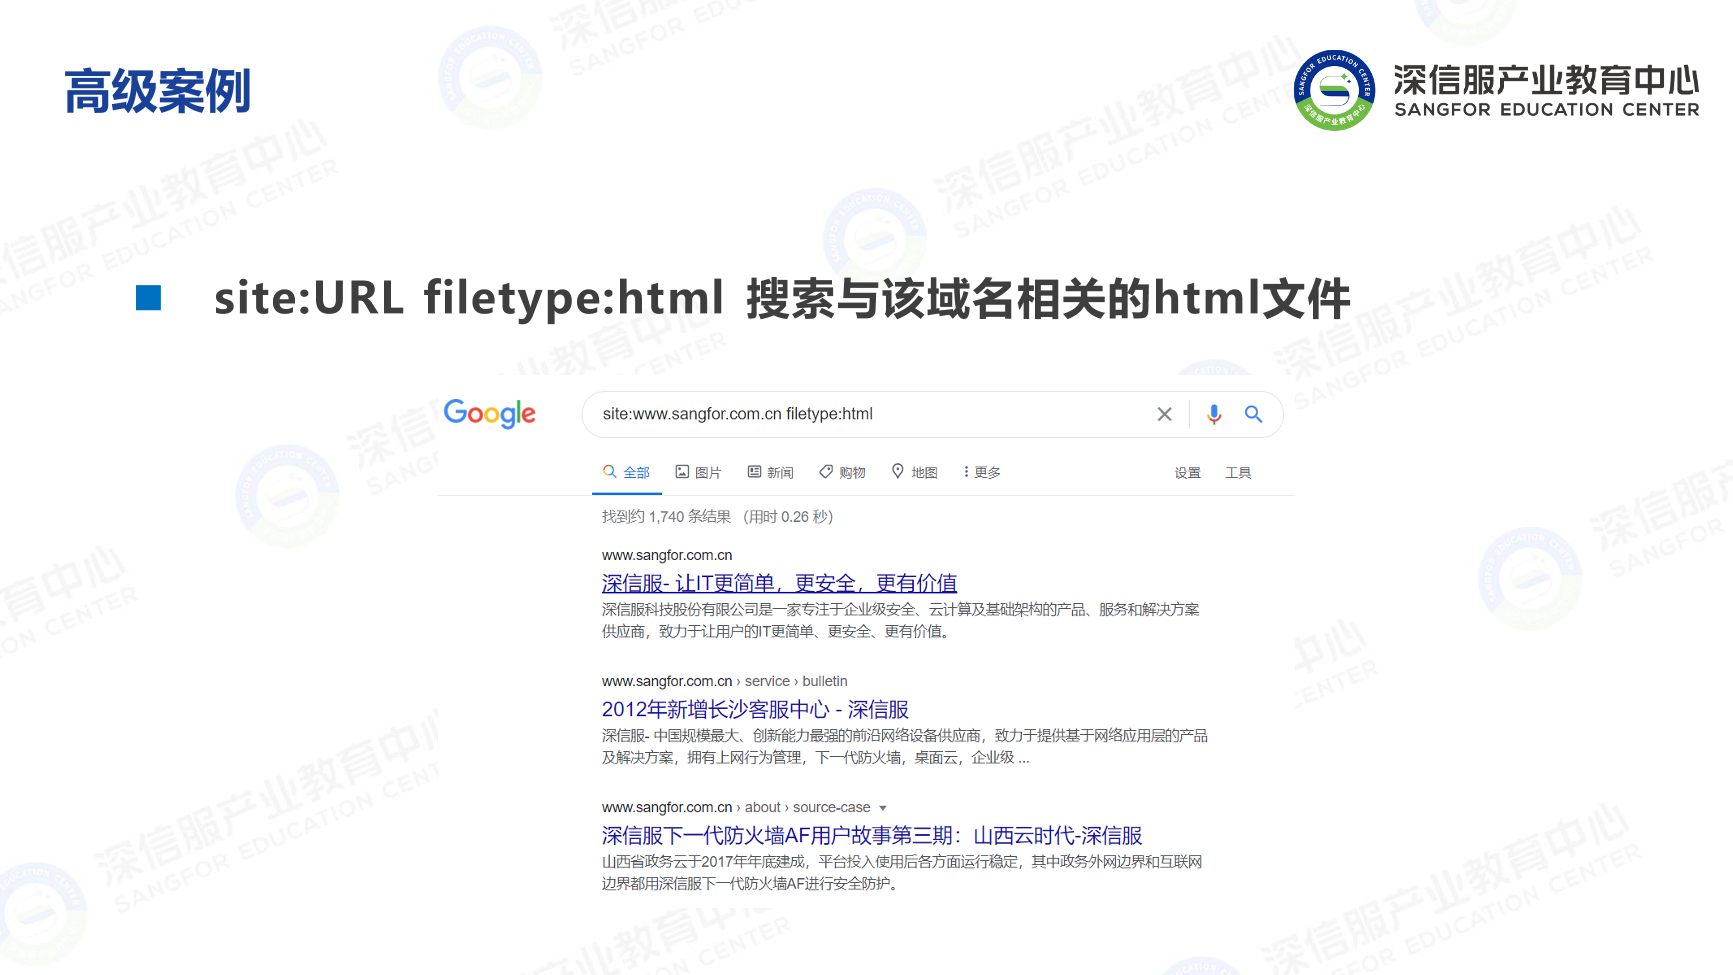 高级案例
深信服产业教育中心
SANGFOR EDUCATION CENTER
site:URL filetype:html 搜索与该域名相关的html文件
Google
site:www.sangfor.com.cn filetype:html
全部 图片 新闻 购物 地图 更多 设置 工具
找到约 1,740 条结果 （用时 0.26 秒）
www.sangfor.com.cn
深信服- 让IT更简单，更安全，更有价值
深信服科技股份有限公司是一家专注于企业级安全、云计算及基础架构的产品、服务和解决方案
供应商，致力于让用户的IT更简单、更安全、更有价值。
www.sangfor.com.cn › service › bulletin
2012年新增长沙客服中心 - 深信服
深信服- 中国规模最大、创新能力最强的前沿网络设备供应商，致力于提供基于网络应用层的产品
及解决方案，拥有上网行为管理，下一代防火墙，桌面云，企业级 ...
www.sangfor.com.cn › about › source-case
深信服下一代防火墙AF用户故事第三期：山西云时代-深信服
山西省政务云于2017年年底建成，平台投入使用后各方面运行稳定，其中政务外网边界和互联网
边界都用深信服下一代防火墙AF进行安全防护。